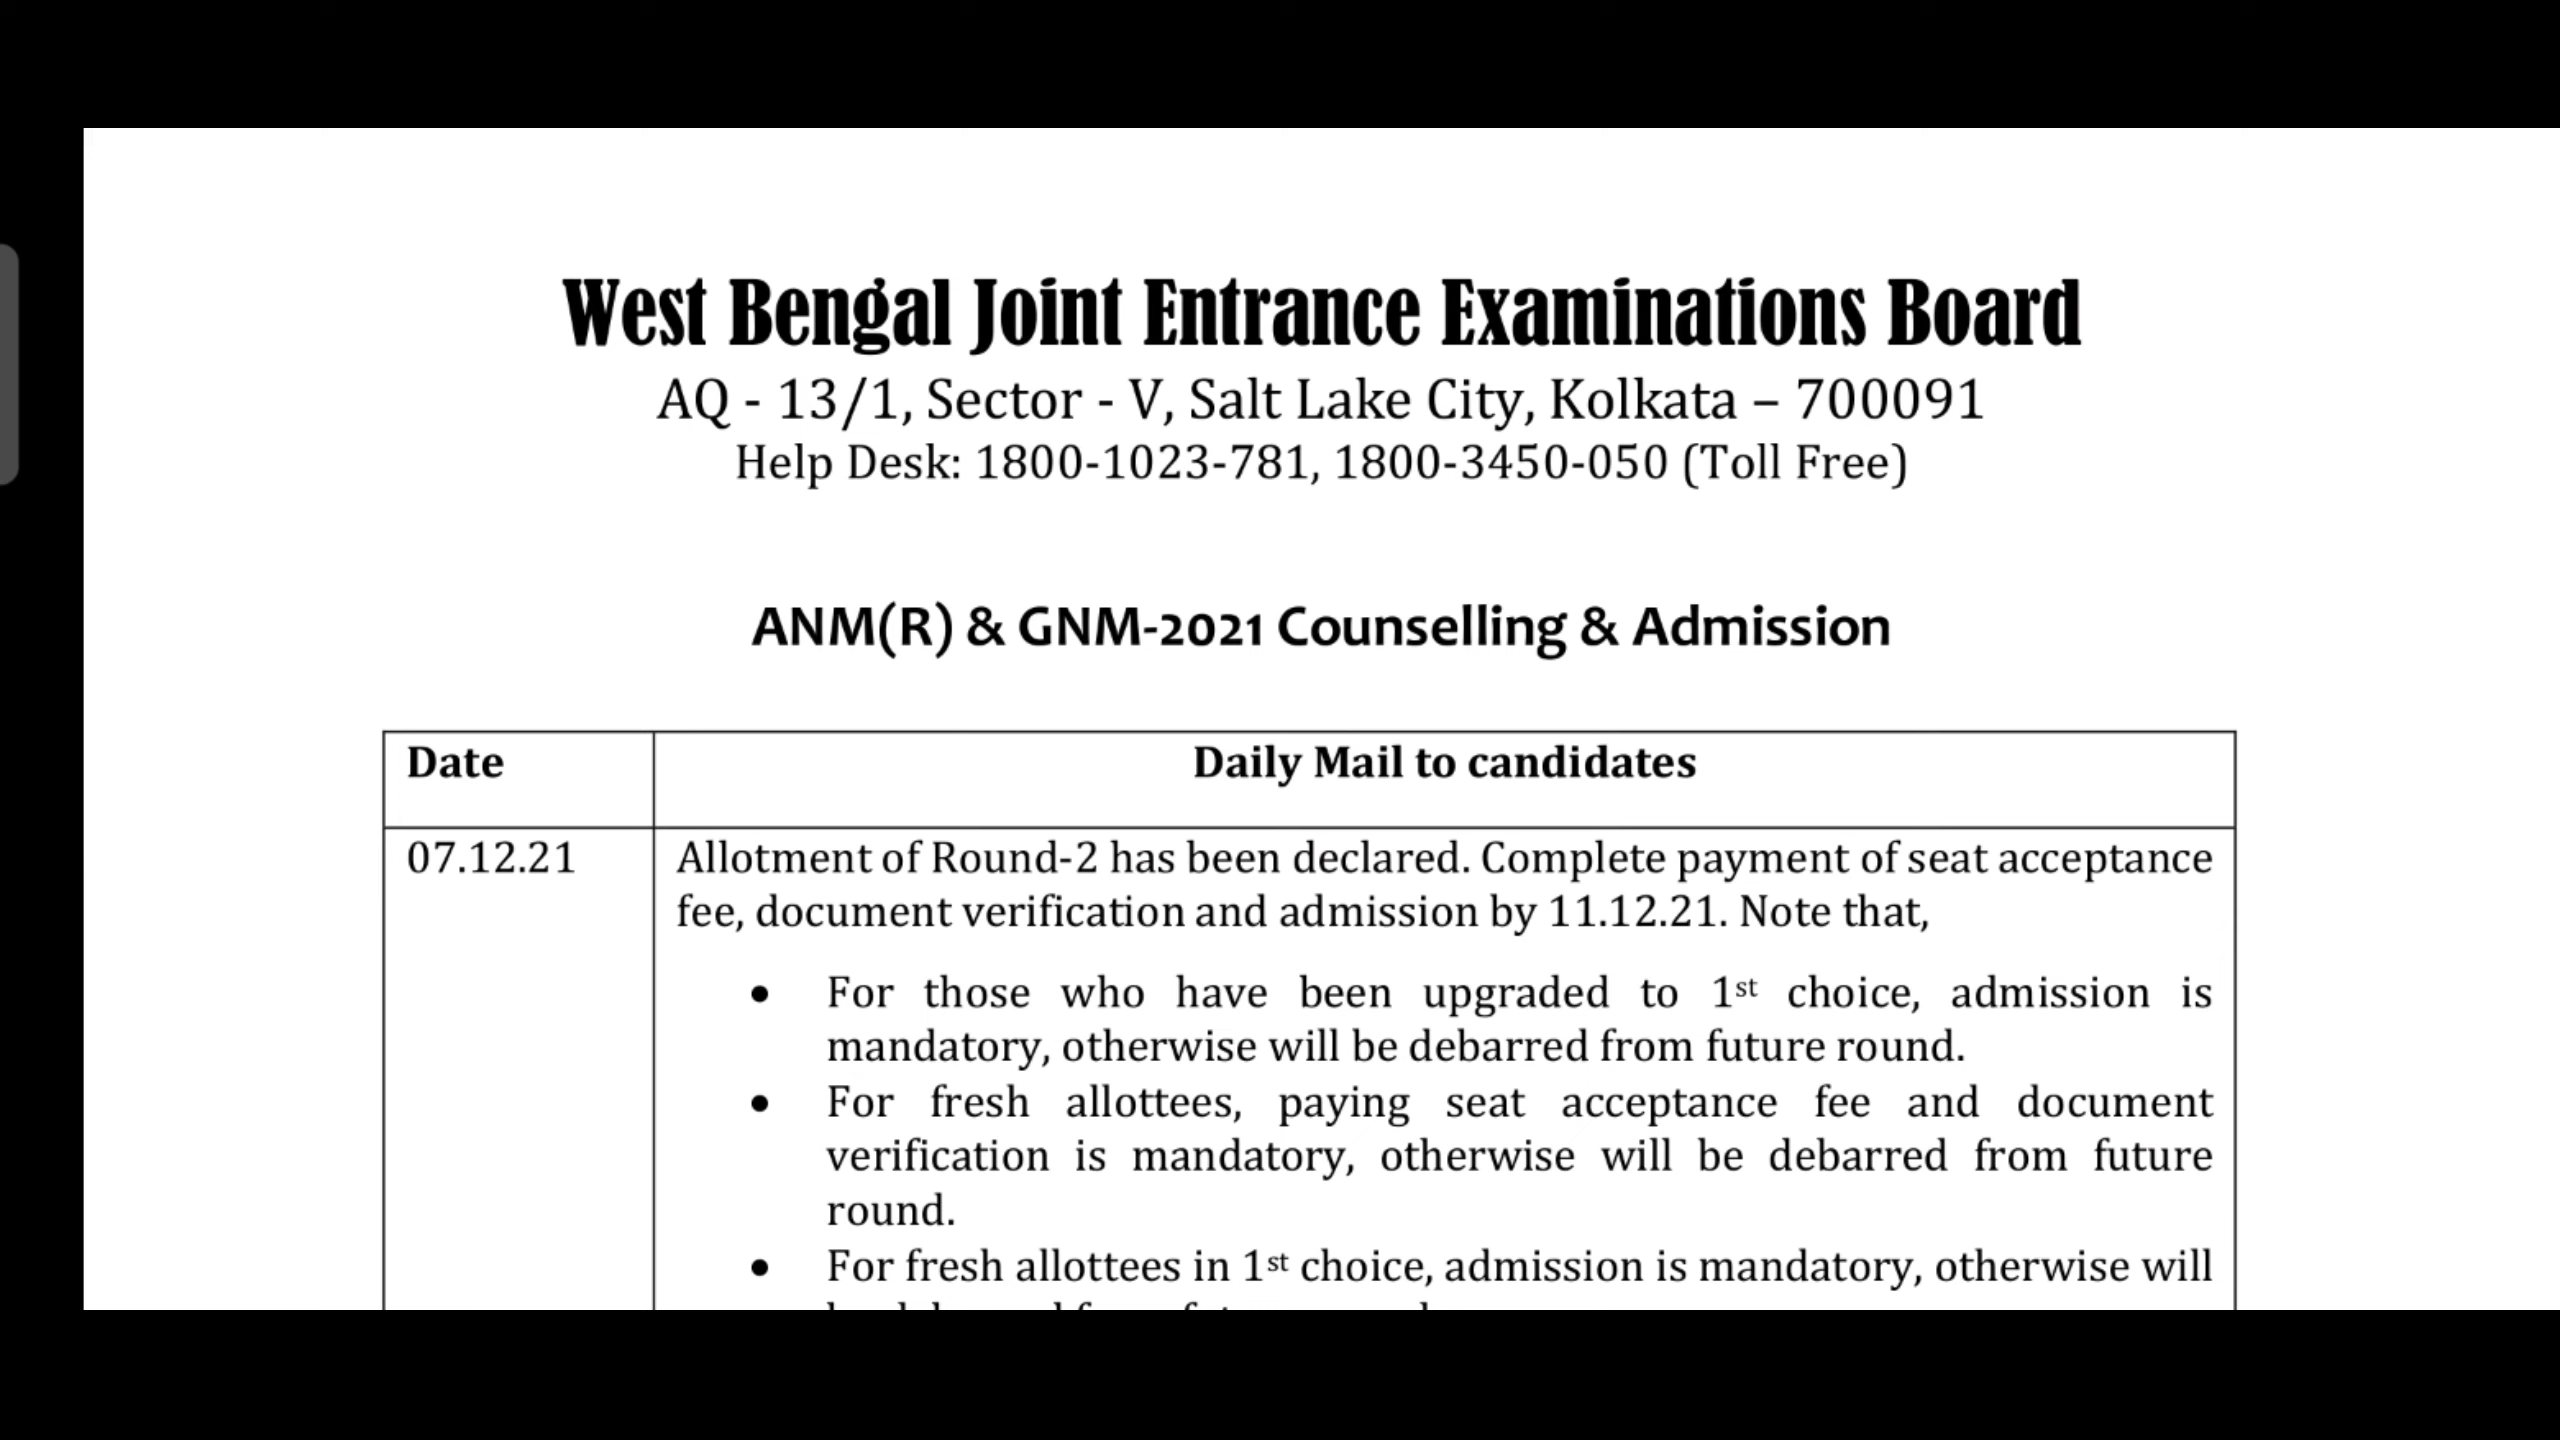 West Bengal Joint Entrance Examinations Board
AQ - 13/1, Sector - V, Salt Lake City, Kolkata – 700091
Help Desk: 1800-1023-781, 1800-3450-050 (Toll Free)
ANM(R) & GNM-2021 Counselling & Admission
Date
Daily Mail to candidates
07.12.21
Allotment of Round-2 has been declared. Complete payment of seat acceptance
fee, document verification and admission by 11.12.21. Note that,
• For those who have been upgraded to 1st choice, admission is
mandatory, otherwise will be debarred from future round.
• For fresh allottees, paying seat acceptance fee and document
verification is mandatory, otherwise will be debarred from future
round.
• For fresh allottees in 1st choice, admission is mandatory, otherwise will